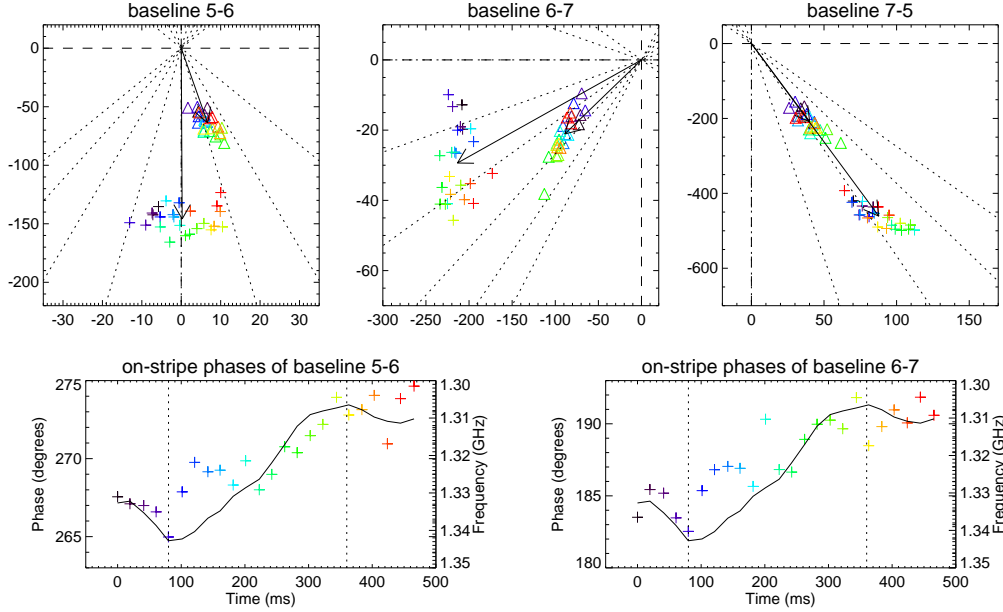 baseline 5-6
baseline 6-7
baseline 7-5
0
-50
-100
-150
-200
-30 -20 -10 0 10 20 30
0
-20
-40
-60
-300 -250 -200 -150 -100 -50 0
0
-200
-400
-600
0 50 100 150
on-stripe phases of baseline 5-6
275
270
265
Phase (degrees)
1.30
1.31
1.32
1.33
1.34
1.35
Frequency (GHz)
0 100 200 300 400 500
Time (ms)
on-stripe phases of baseline 6-7
190
185
180
Phase (degrees)
1.30
1.31
1.32
1.33
1.34
1.35
Frequency (GHz)
0 100 200 300 400 500
Time (ms)